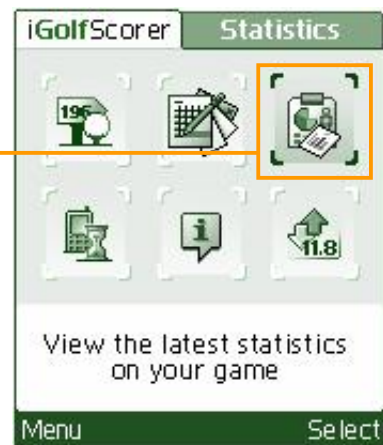 iGolfScorer Statistics
196
i
11.8
View the latest statistics
on your game
Menu Select